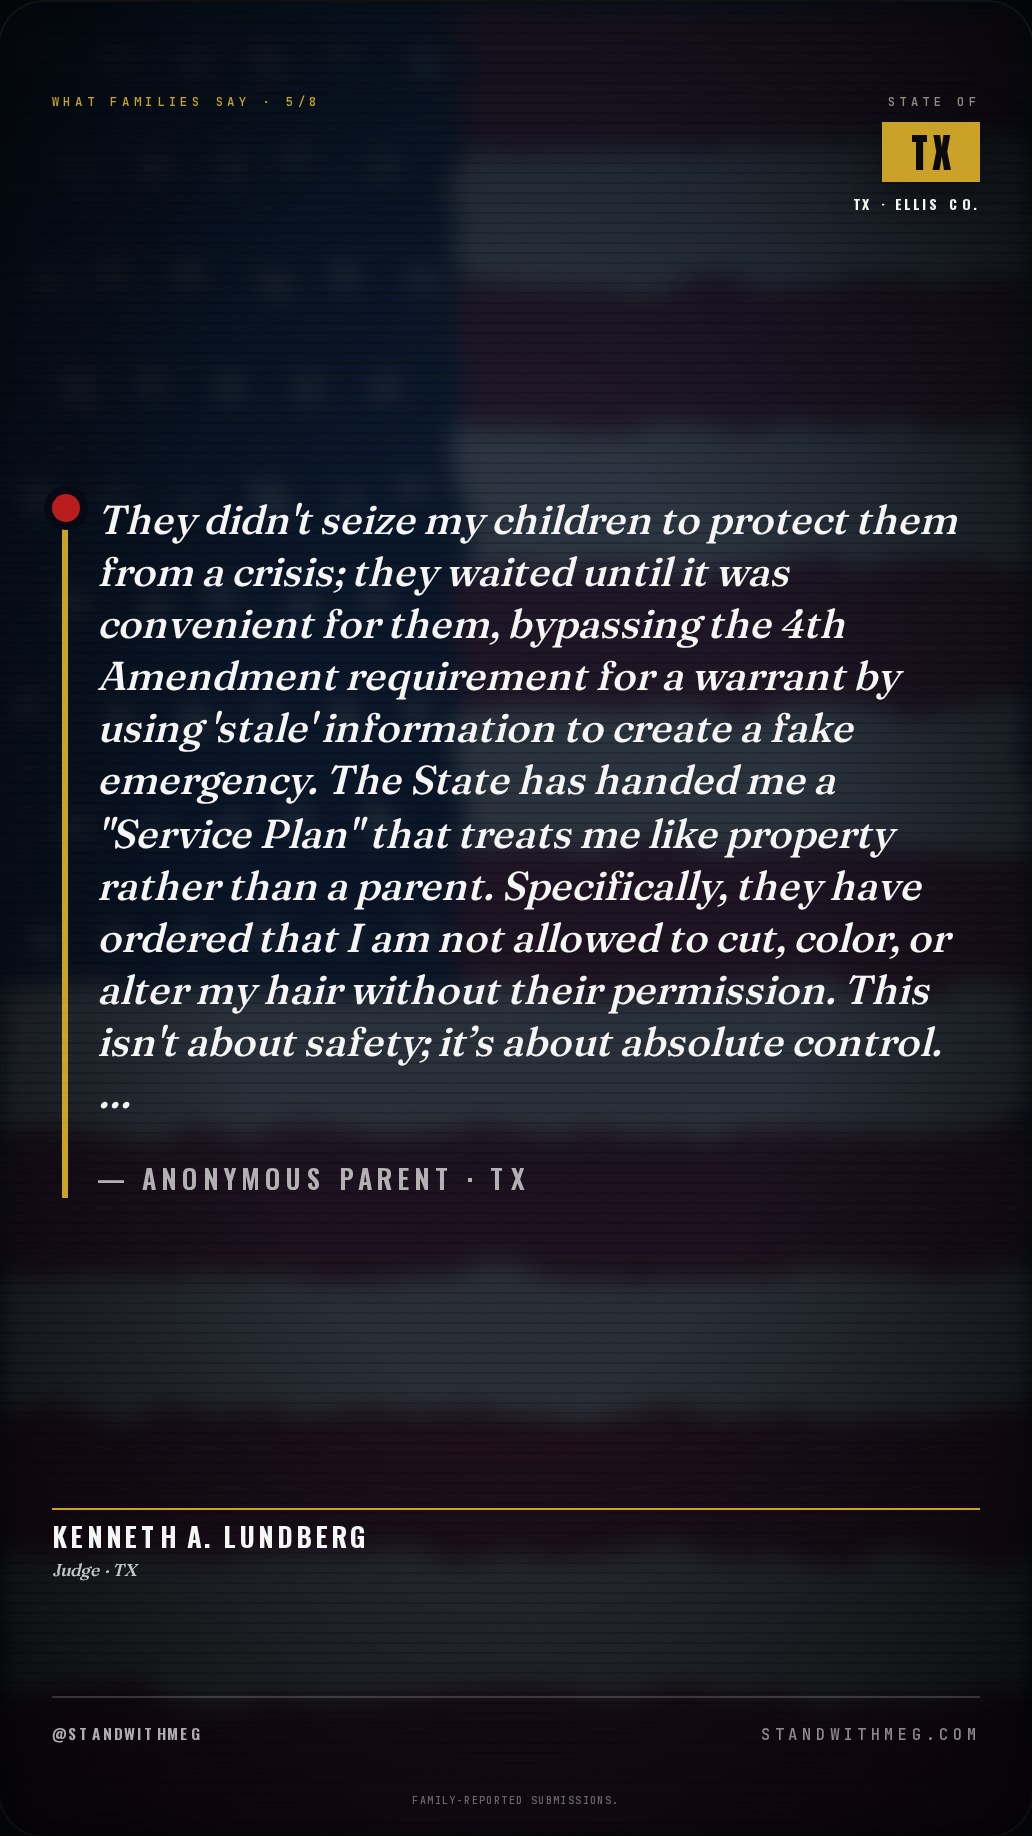 WHAT FAMILIES SAY · 5/8
STATE OF
TX
TX · ELLIS CO.
They didn't seize my children to protect them
from a crisis; they waited until it was
convenient for them, bypassing the 4th
Amendment requirement for a warrant by
using 'stale' information to create a fake
emergency. The State has handed me a
"Service Plan" that treats me like property
rather than a parent. Specifically, they have
ordered that I am not allowed to cut, color, or
alter my hair without their permission. This
isn't about safety; it’s about absolute control.
...
— ANONYMOUS PARENT · TX
KENNETH A. LUNDBERG
Judge · TX
@STANDWITHMEG
STANDWITHMEG.COM
FAMILY-REPORTED SUBMISSIONS.